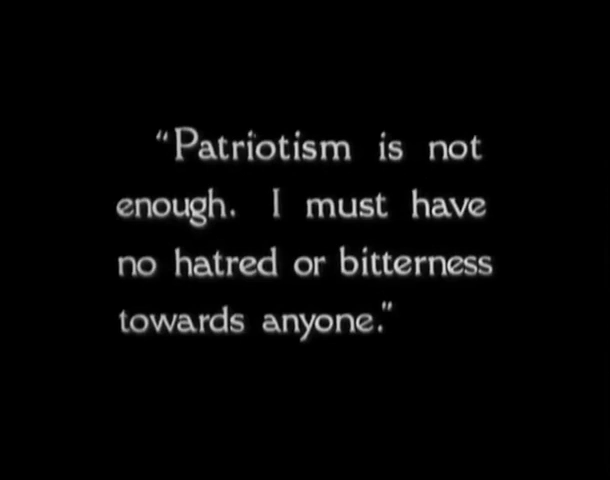 "Patriotism is not
enough. I must have
no hatred or bitterness
towards anyone."